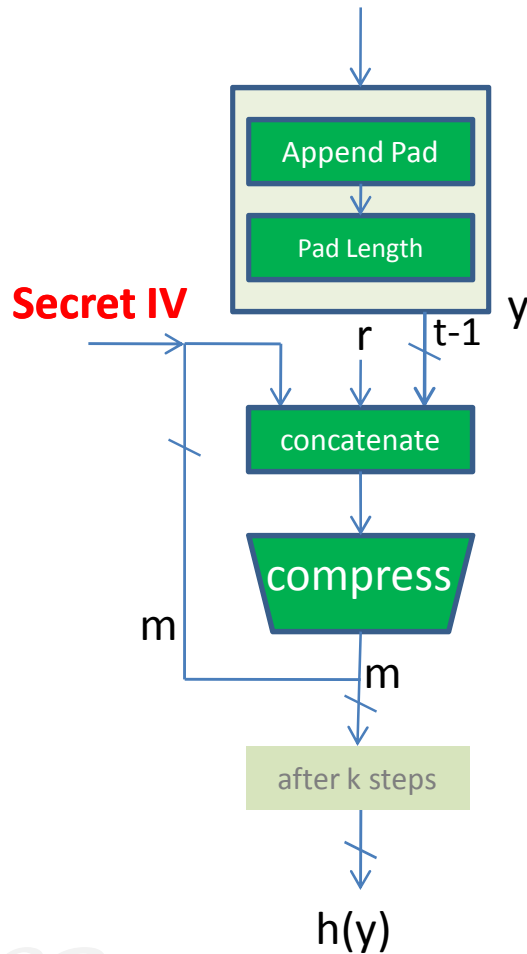 Append Pad
Pad Length
y
Secret IV
r
t-1
concatenate
compress
m
m
after k steps
h(y)